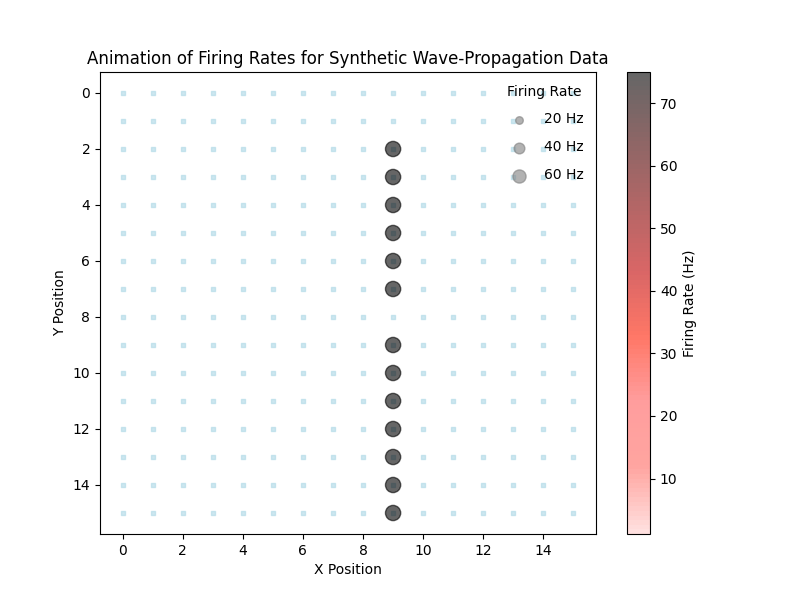 Animation of Firing Rates for Synthetic Wave-Propagation Data
Firing Rate
20 Hz
40 Hz
60 Hz
0
2
4
6
8
10
12
14
Y Position
0
2
4
6
8
10
12
14
X Position
70
60
50
40
30
20
10
Firing Rate (Hz)